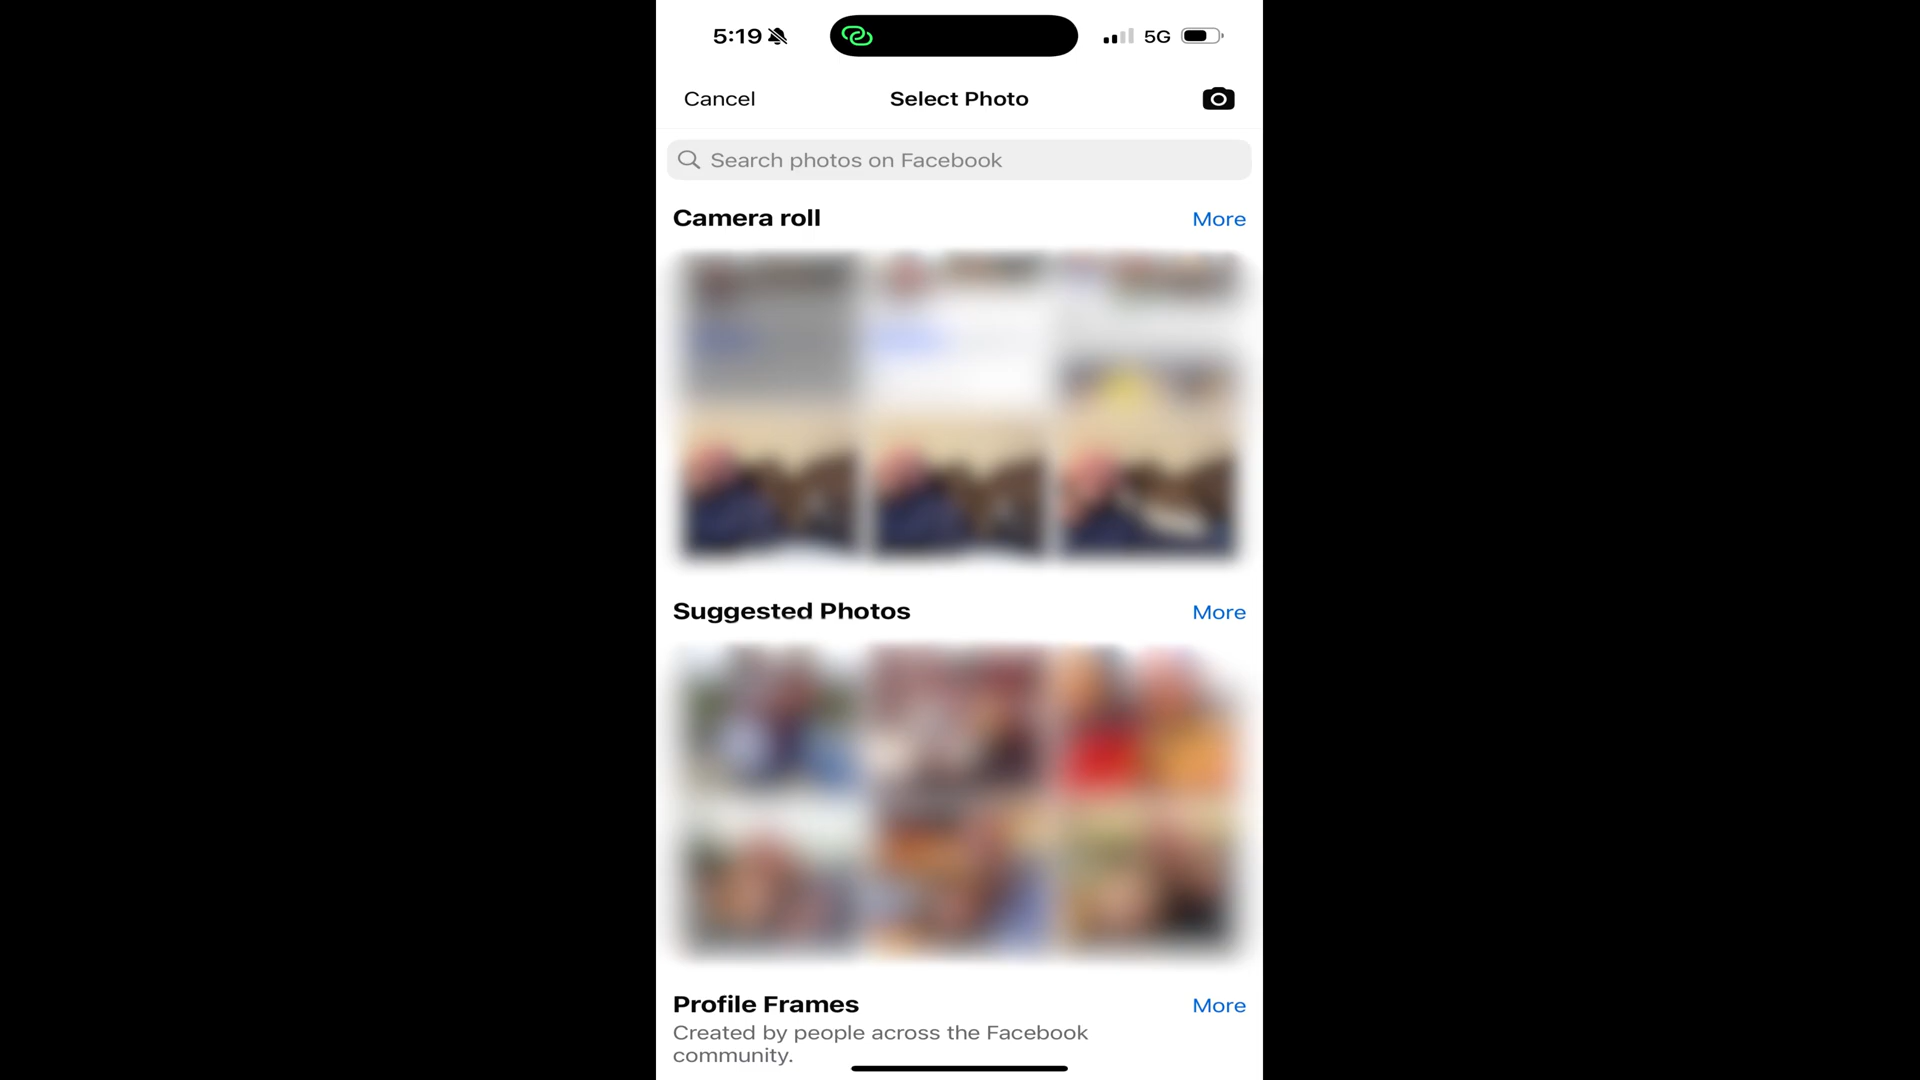 5:19
5G
Cancel
Select Photo
Search photos on Facebook
Camera roll
More
Suggested Photos
More
Profile Frames
More
Created by people across the Facebook
community.